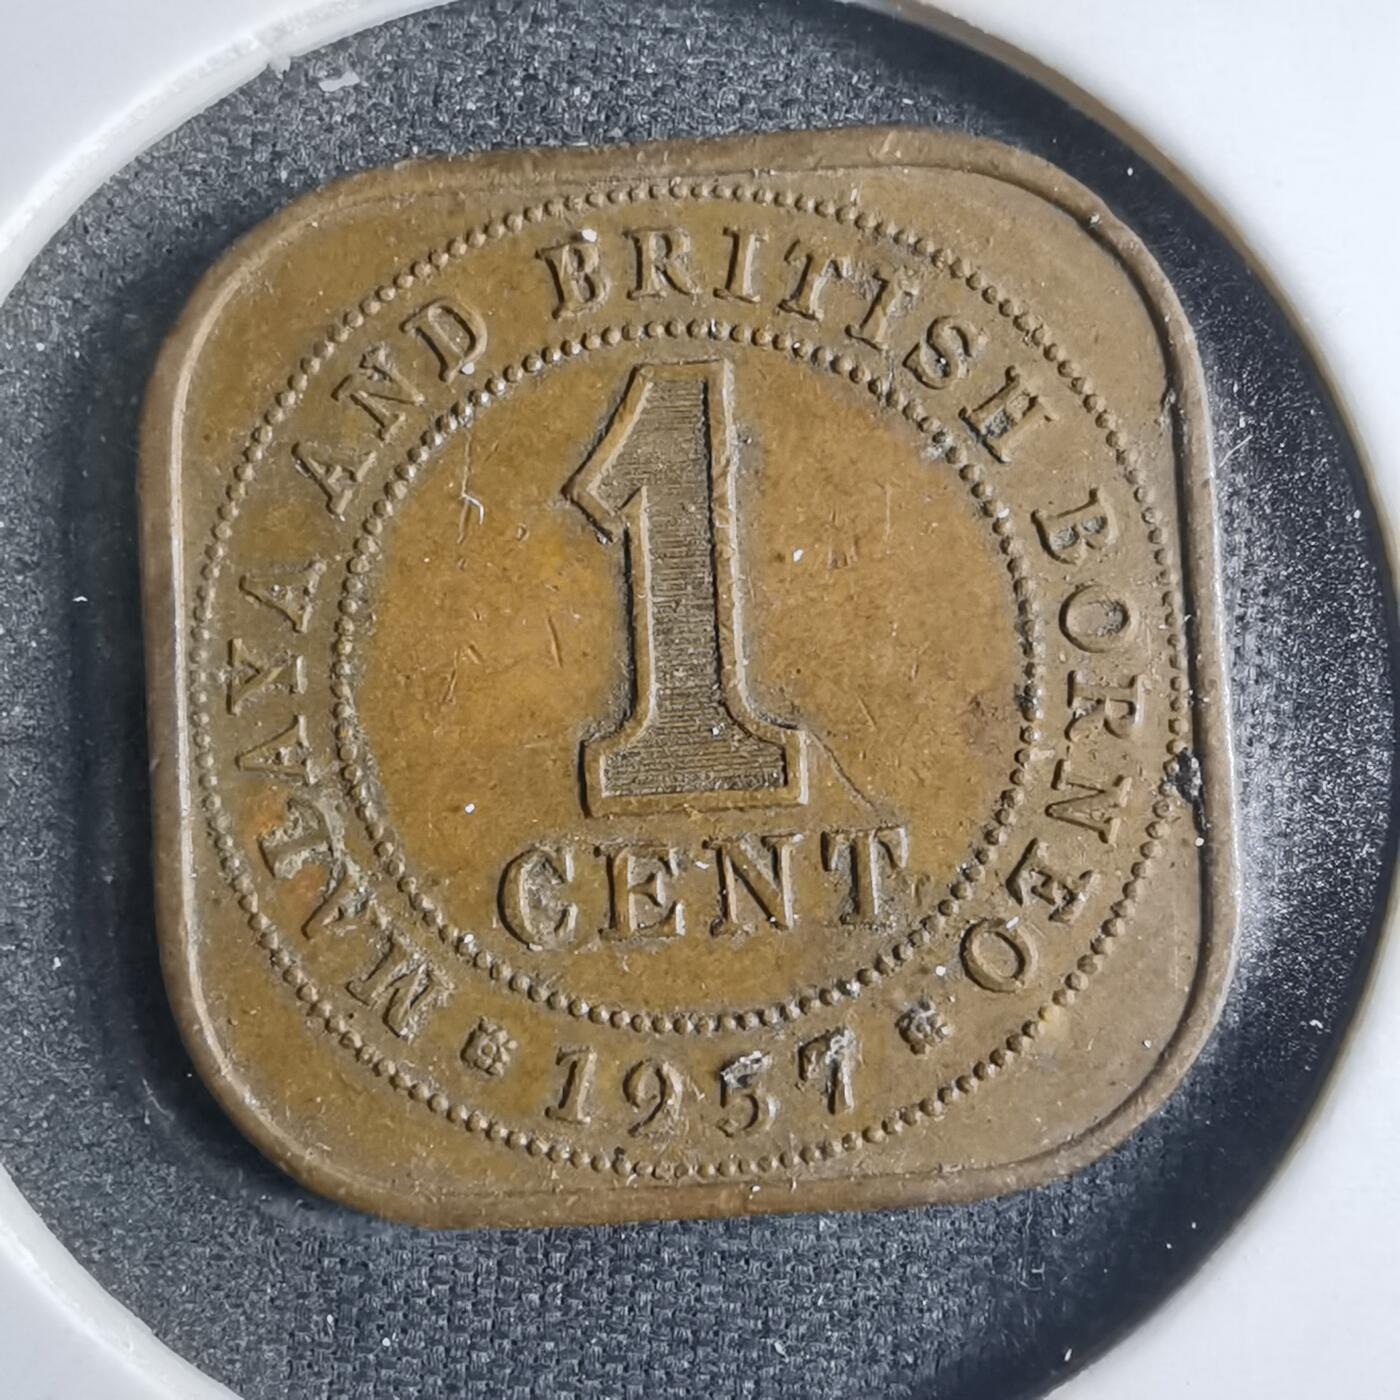 MALAYA AND BRITISH BORNEO
1
CENT
1957